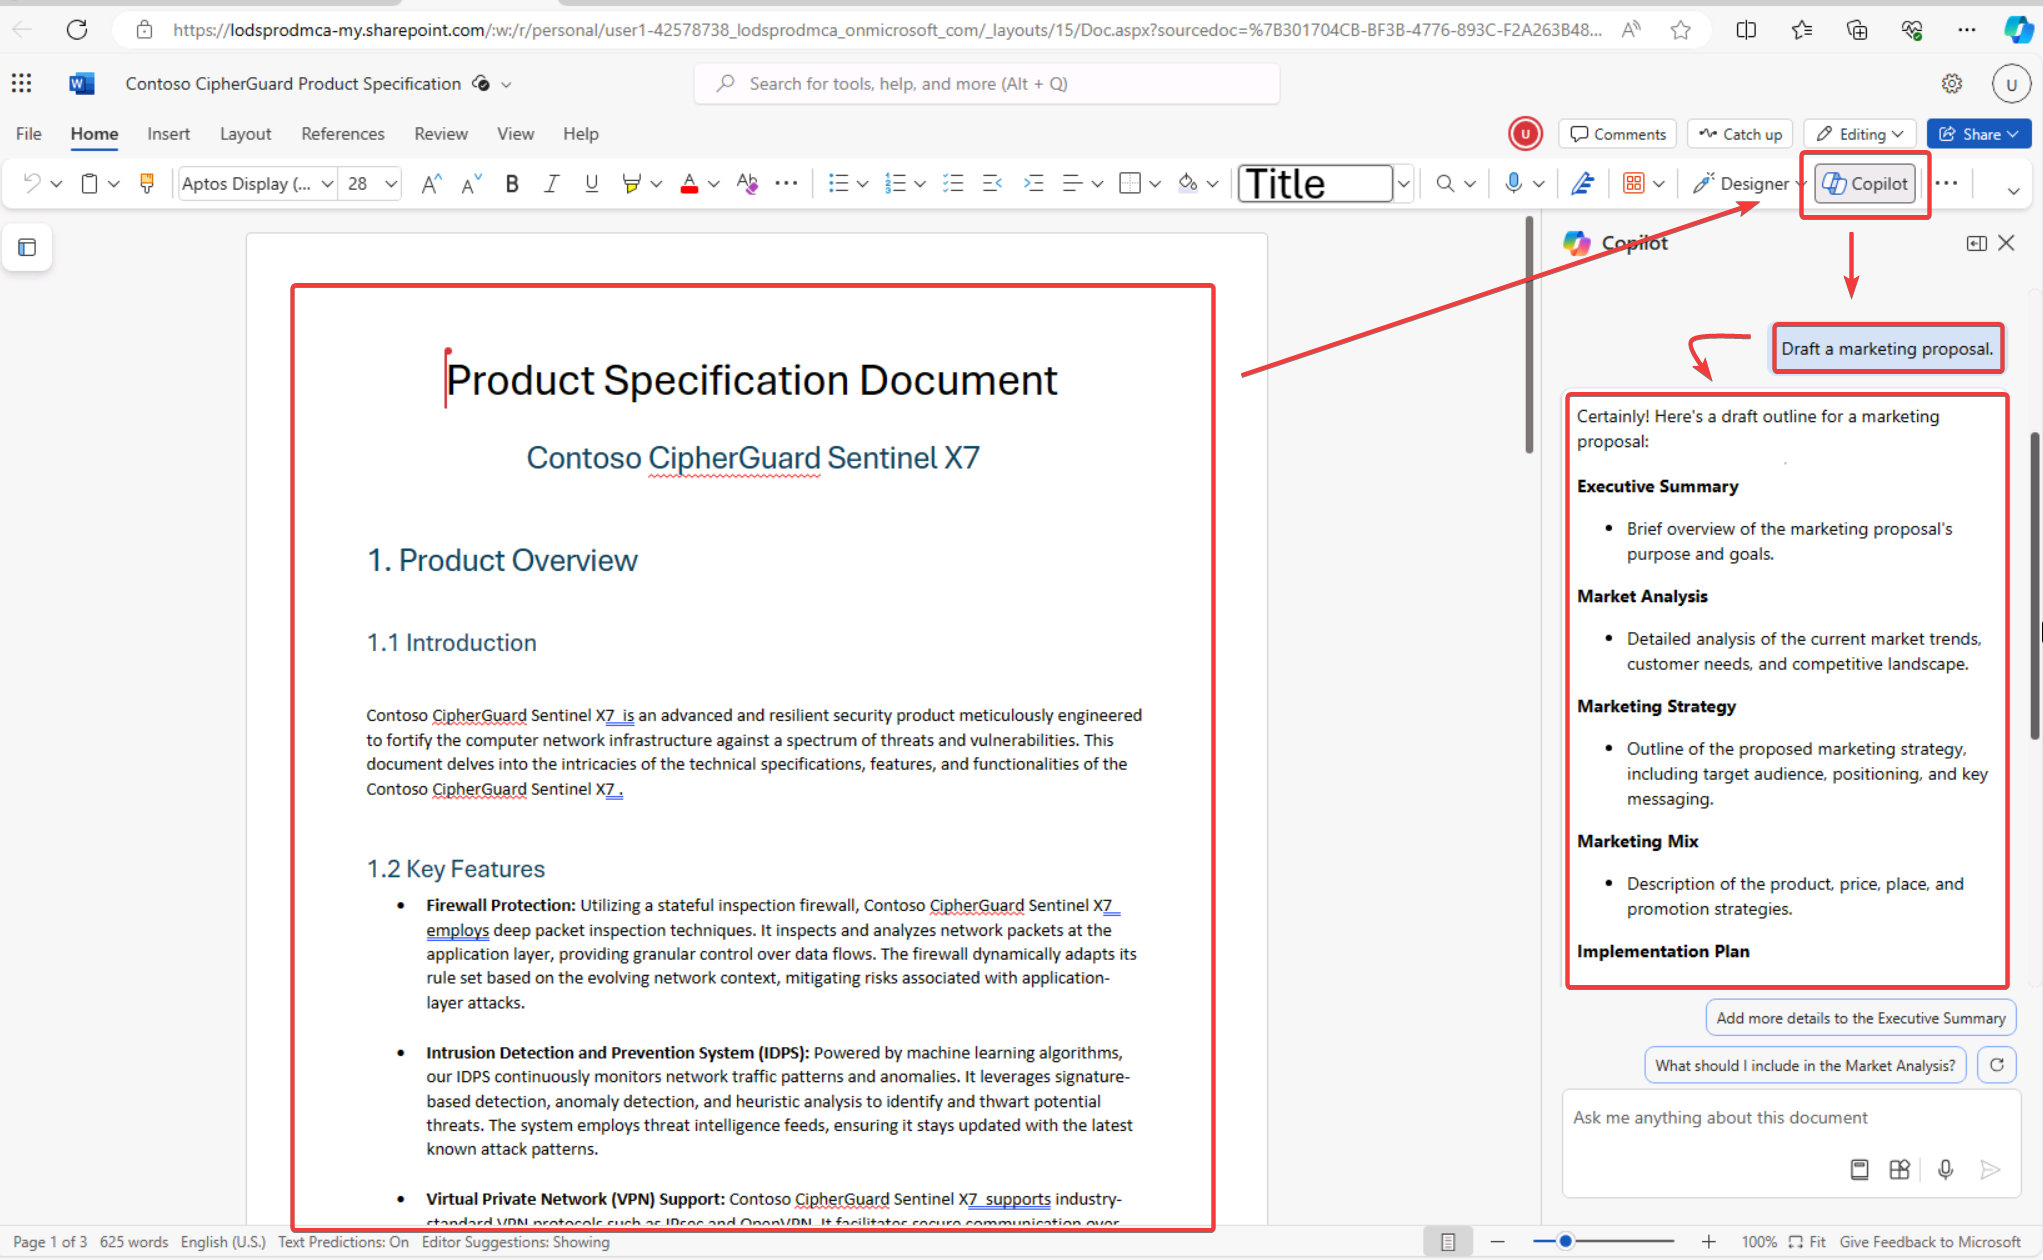 https://lodsprodmca-my.sharepoint.com/:w:/r/personal/user1-42578738_lodsprodmca_onmicrosoft_com/_layouts/15/Doc.aspx?sourcedoc=%7B301704CB-BF3B-4776-893C-F2A263B48...
Contoso CipherGuard Product Specification
Search for tools, help, and more (Alt + Q)
U
File Home Insert Layout References Review View Help
U Comments Catch up Editing Share
Aptos Display (... 28 A A B I U A Title Designer Copilot
Copilot
Product Specification Document
Contoso CipherGuard Sentinel X7
1. Product Overview
1.1 Introduction
Contoso CipherGuard Sentinel X7 is an advanced and resilient security product meticulously engineered
to fortify the computer network infrastructure against a spectrum of threats and vulnerabilities. This
document delves into the intricacies of the technical specifications, features, and functionalities of the
Contoso CipherGuard Sentinel X7 .
1.2 Key Features
• Firewall Protection: Utilizing a stateful inspection firewall, Contoso CipherGuard Sentinel X7
employs deep packet inspection techniques. It inspects and analyzes network packets at the
application layer, providing granular control over data flows. The firewall dynamically adapts its
rule set based on the evolving network context, mitigating risks associated with application-
layer attacks.
• Intrusion Detection and Prevention System (IDPS): Powered by machine learning algorithms,
our IDPS continuously monitors network traffic patterns and anomalies. It leverages signature-
based detection, anomaly detection, and heuristic analysis to identify and thwart potential
threats. The system employs threat intelligence feeds, ensuring it stays updated with the latest
known attack patterns.
• Virtual Private Network (VPN) Support: Contoso CipherGuard Sentinel X7 supports industry-
standard VPN protocols such as IPsec and OpenVPN. It facilitates secure communication over
Draft a marketing proposal.
Certainly! Here's a draft outline for a marketing
proposal:
Executive Summary
• Brief overview of the marketing proposal's
purpose and goals.
Market Analysis
• Detailed analysis of the current market trends,
customer needs, and competitive landscape.
Marketing Strategy
• Outline of the proposed marketing strategy,
including target audience, positioning, and key
messaging.
Marketing Mix
• Description of the product, price, place, and
promotion strategies.
Implementation Plan
Add more details to the Executive Summary
What should I include in the Market Analysis?
Ask me anything about this document
Page 1 of 3 625 words English (U.S.) Text Predictions: On Editor Suggestions: Showing 100% Fit Give Feedback to Microsoft